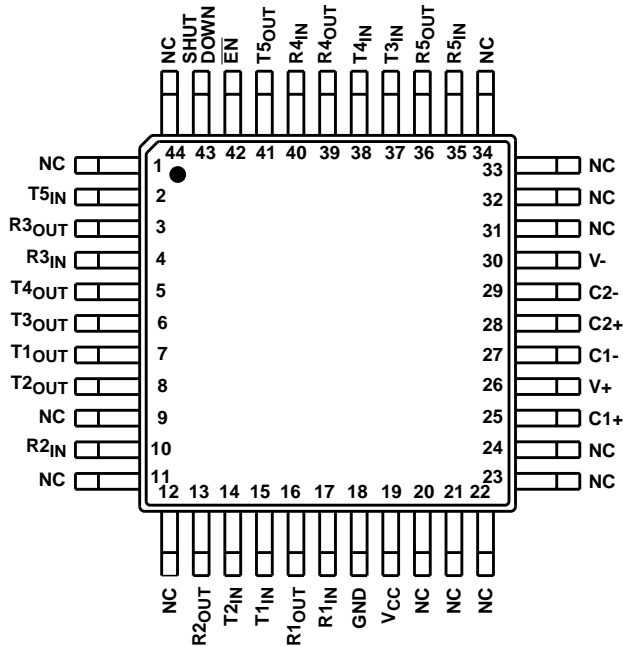 NC
SHUT
DOWN
EN
T5OUT
R4IN
R4OUT
T4IN
T3IN
R5OUT
R5IN
NC
44 43 42 41 40 39 38 37 36 35 34
NC 1 33 NC
T5IN 2 32 NC
R3OUT 3 31 NC
R3IN 4 30 V-
T4OUT 5 29 C2-
T3OUT 6 28 C2+
T1OUT 7 27 C1-
T2OUT 8 26 V+
NC 9 25 C1+
R2IN 10 24 NC
NC 11 23 NC
12 13 14 15 16 17 18 19 20 21 22
NC
R2OUT
T2IN
T1IN
R1OUT
R1IN
GND
VCC
NC
NC
NC